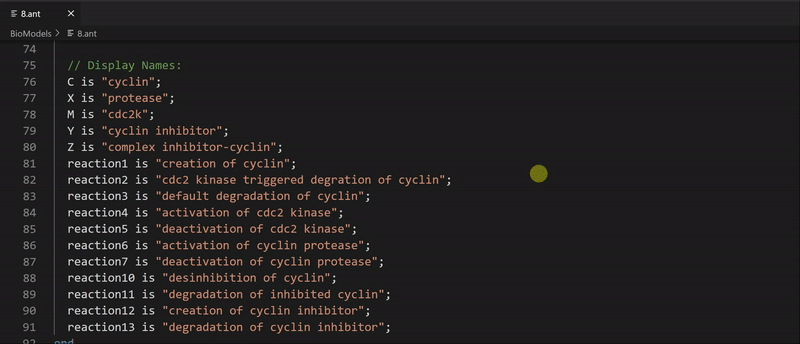 8.ant
BioModels > 8.ant
74
75 // Display Names:
76 C is "cyclin";
77 X is "protease";
78 M is "cdc2k";
79 Y is "cyclin inhibitor";
80 Z is "complex inhibitor-cyclin";
81 reaction1 is "creation of cyclin";
82 reaction2 is "cdc2 kinase triggered degration of cyclin";
83 reaction3 is "default degradation of cyclin";
84 reaction4 is "activation of cdc2 kinase";
85 reaction5 is "deactivation of cdc2 kinase";
86 reaction6 is "activation of cyclin protease";
87 reaction7 is "deactivation of cyclin protease";
88 reaction10 is "desinhibition of cyclin";
89 reaction11 is "degradation of inhibited cyclin";
90 reaction12 is "creation of cyclin inhibitor";
91 reaction13 is "degradation of cyclin inhibitor";
92 end